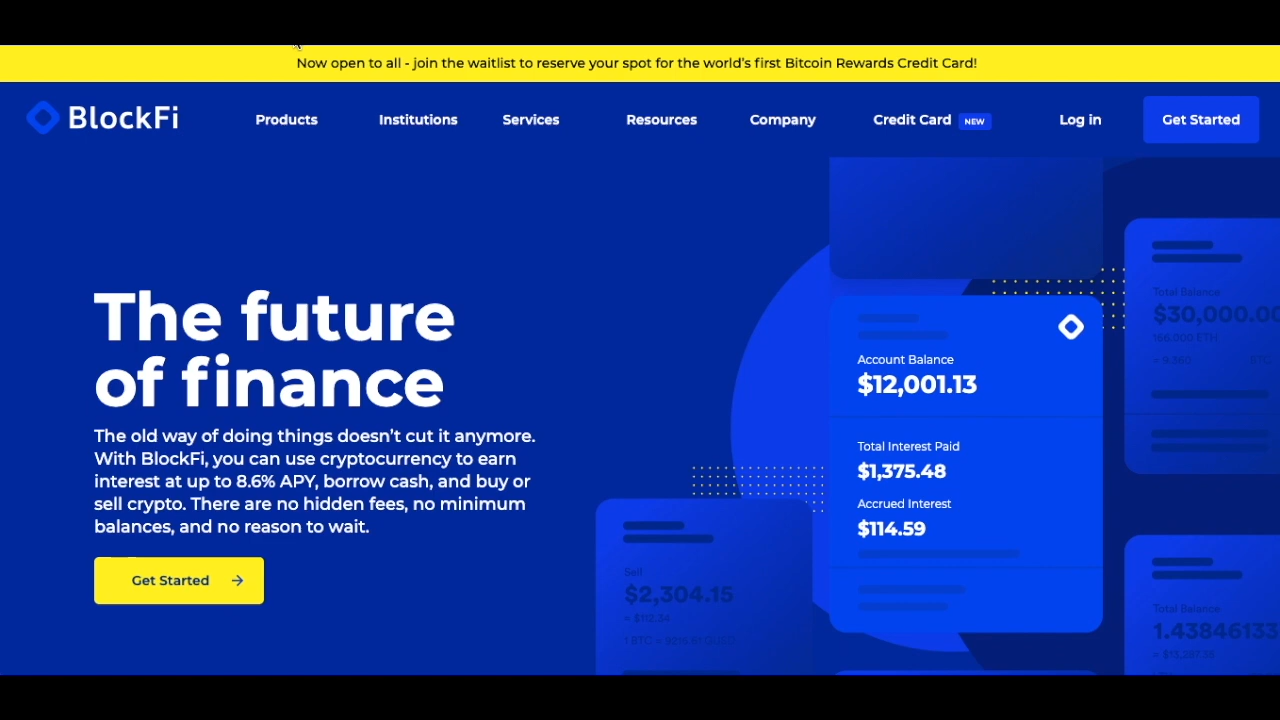 Now open to all - join the waitlist to reserve your spot for the world's first Bitcoin Rewards Credit Card!
BlockFi Products Institutions Services Resources Company Credit Card NEW Log in Get Started
The future
of finance
The old way of doing things doesn't cut it anymore.
With BlockFi, you can use cryptocurrency to earn
interest at up to 8.6% APY, borrow cash, and buy or
sell crypto. There are no hidden fees, no minimum
balances, and no reason to wait.
Get Started
Account Balance
$12,001.13
Total Interest Paid
$1,375.48
Accrued Interest
$114.59
Sell
$2,304.15
≈ $112.34
Total Balance
$30,000.00
166.000 ETH
Total Balance
1.43846133